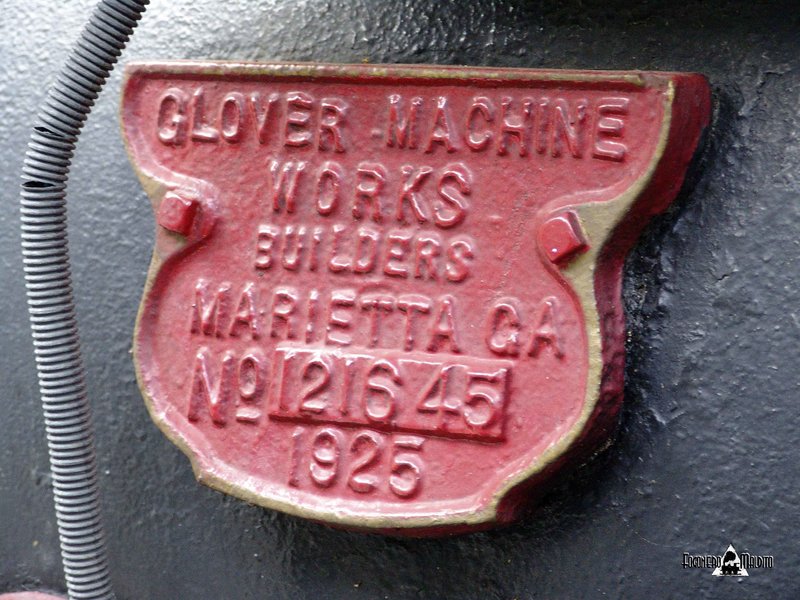 GLOVER MACHINE
WORKS
BUILDERS
MARIETTA GA
No 121645
1925